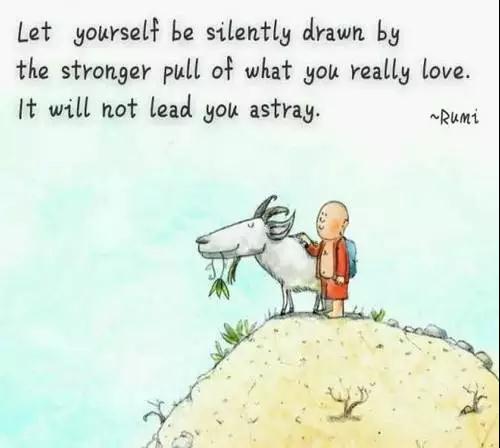 Let yourself be silently drawn by
the stronger pull of what you really love.
It will not lead you astray.
~Rumi